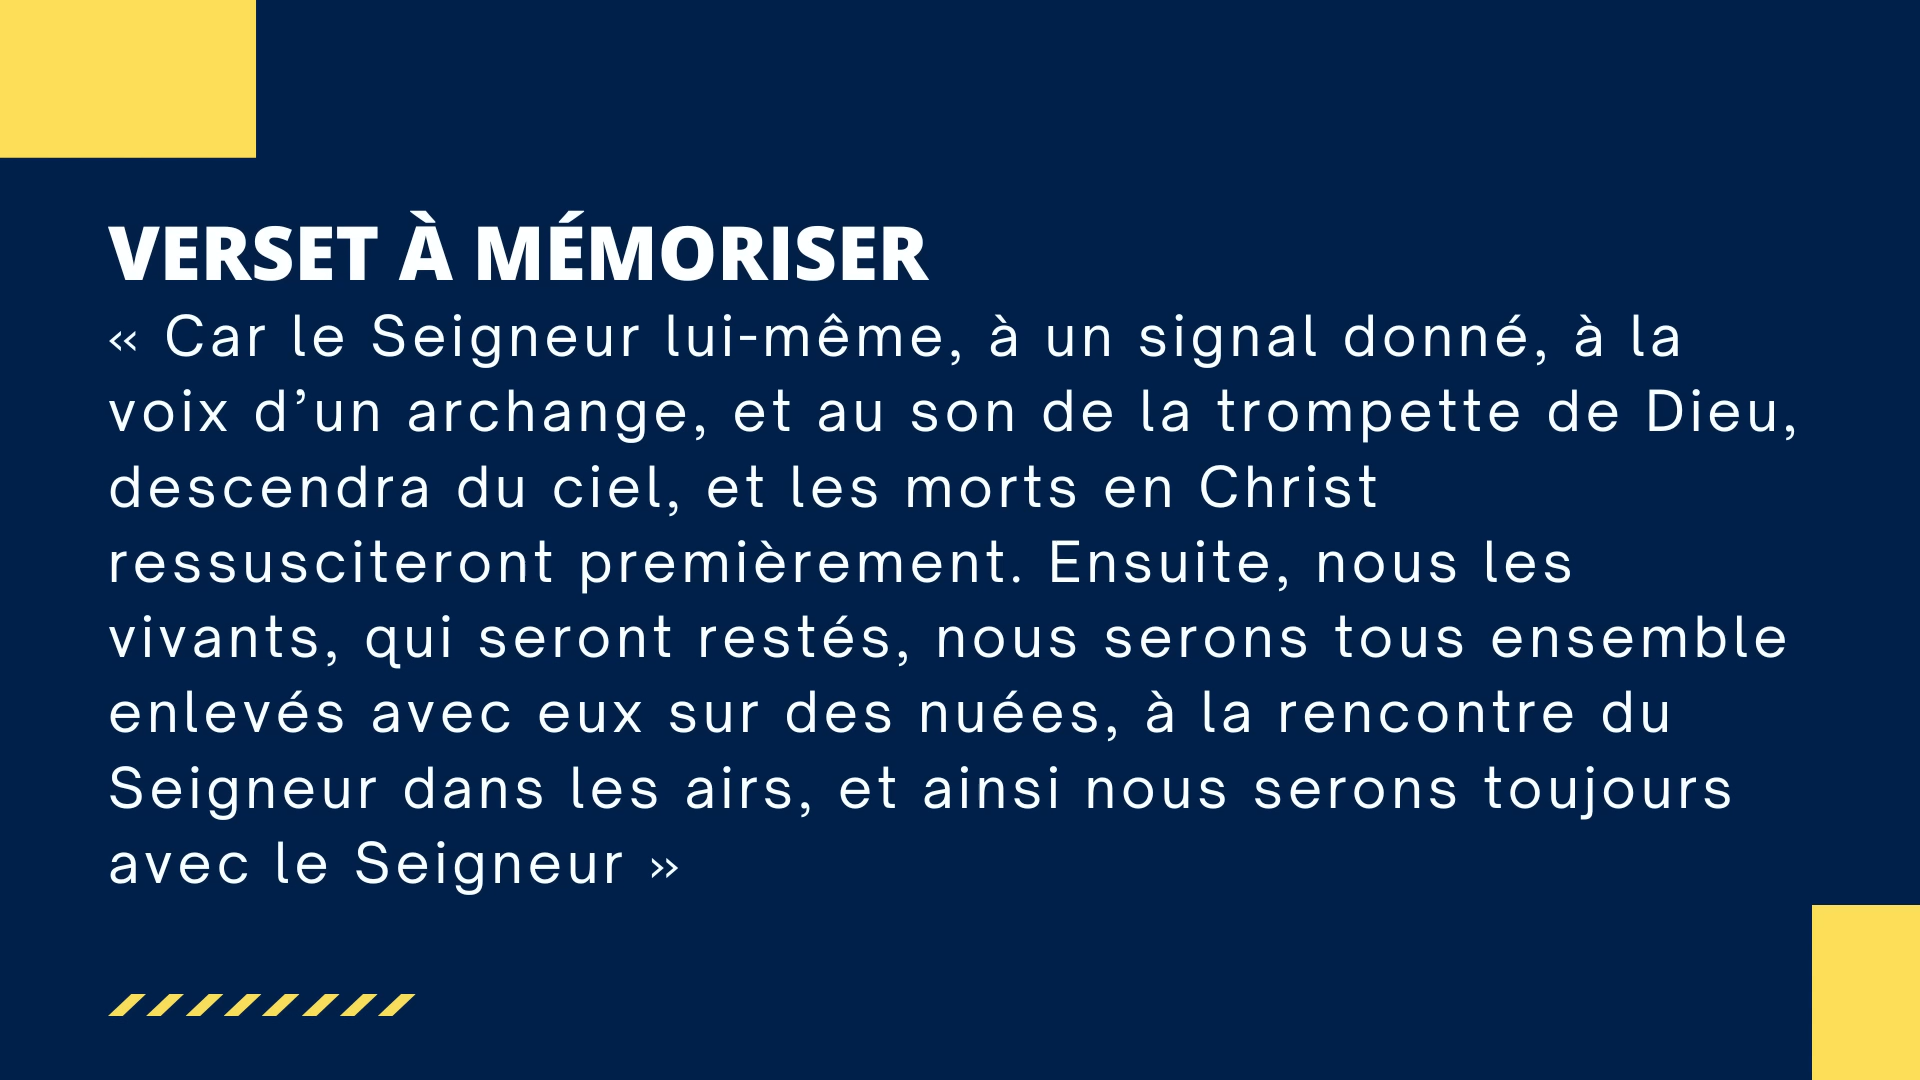 VERSET À MÉMORISER
« Car le Seigneur lui-même, à un signal donné, à la
voix d’un archange, et au son de la trompette de Dieu,
descendra du ciel, et les morts en Christ
ressusciteront premièrement. Ensuite, nous les
vivants, qui seront restés, nous serons tous ensemble
enlevés avec eux sur des nuées, à la rencontre du
Seigneur dans les airs, et ainsi nous serons toujours
avec le Seigneur »